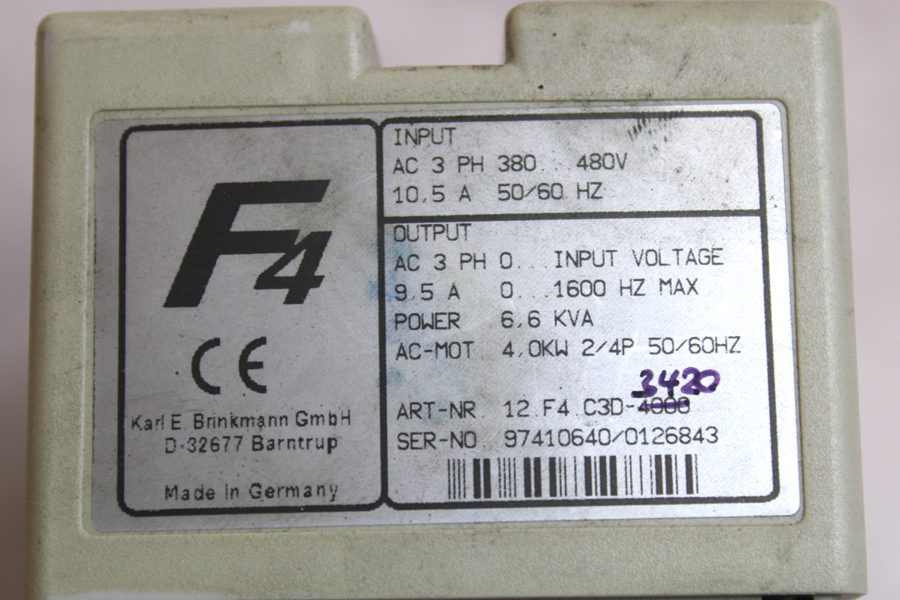 F4
CE
Karl E. Brinkmann GmbH
D-32677 Barntrup
Made in Germany
INPUT
AC 3 PH 380...480V
10,5 A 50/60 HZ
OUTPUT
AC 3 PH 0...INPUT VOLTAGE
9,5 A 0...1600 HZ MAX
POWER 6,6 KVA
AC-MOT 4,0KW 2/4P 50/60HZ
3420
ART-NR. 12.F4.C3D-4000
SER-NO. 97410640/0126843